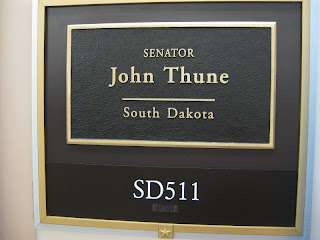 SENATOR
John Thune
South Dakota
SD511